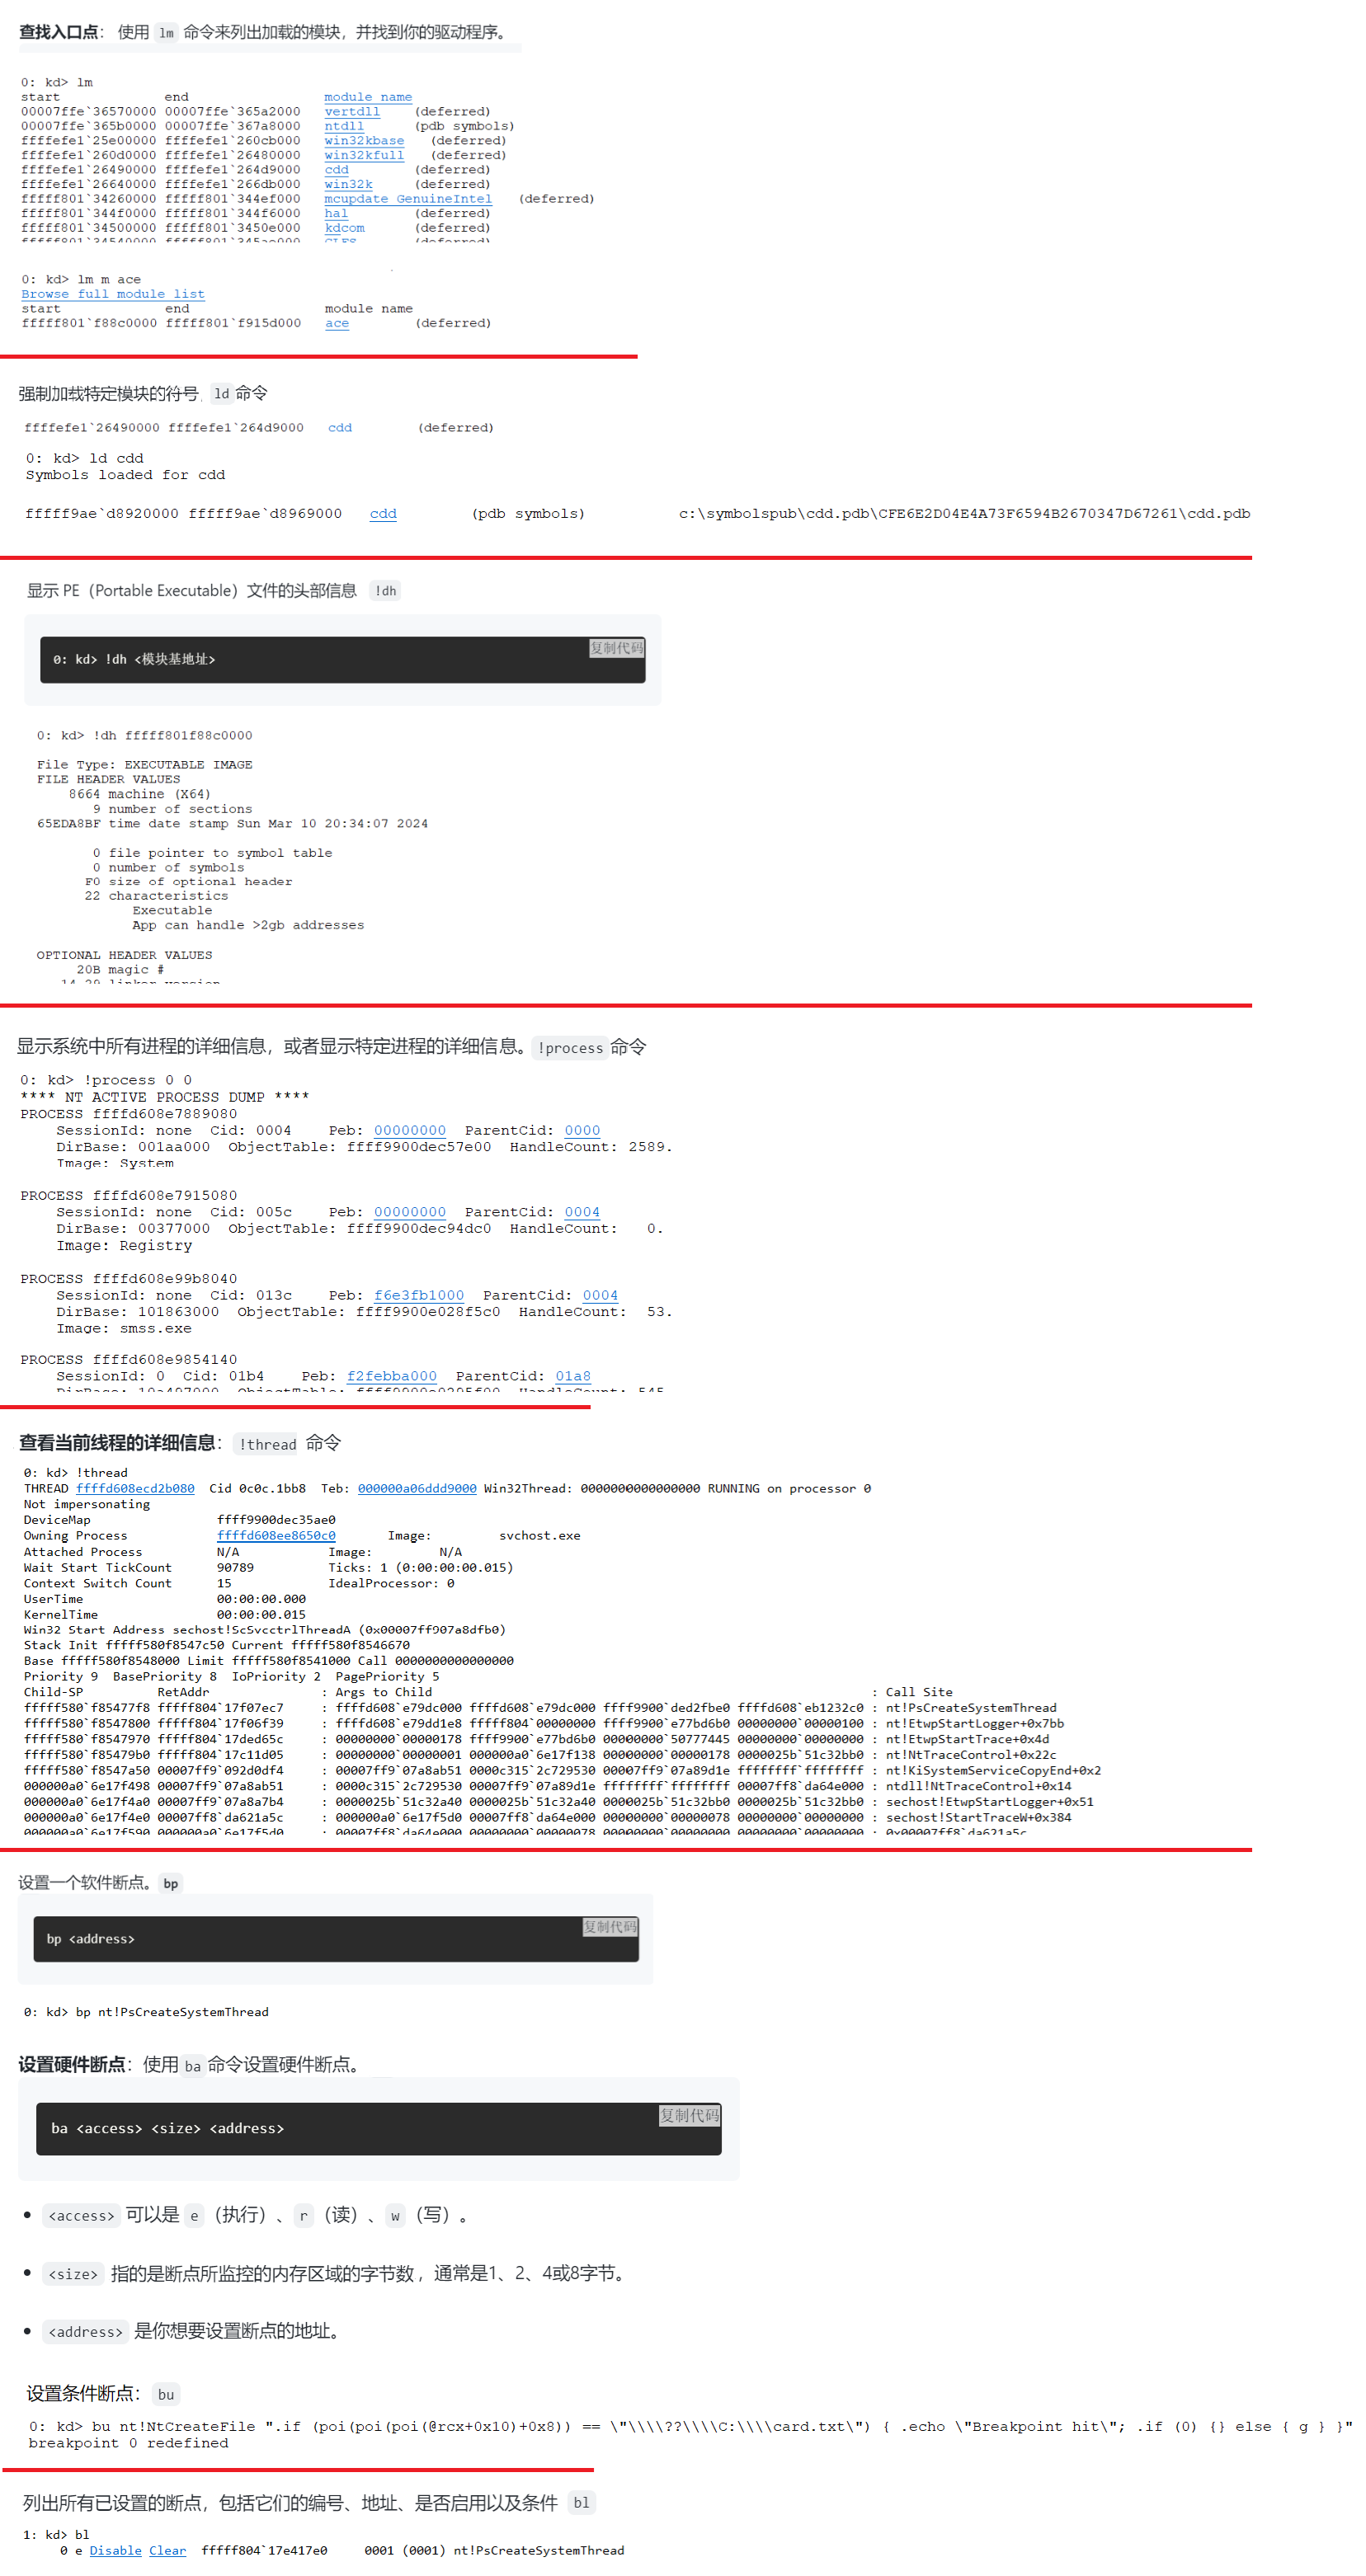 查找入口点： 使用 lm 命令来列出加载的模块，并找到你的驱动程序。
0: kd> lm
start             end                 module name
00007ffe`36570000 00007ffe`365a2000   vertdll    (deferred)
00007ffe`365b0000 00007ffe`367a8000   ntdll      (pdb symbols)
ffffefe1`25e00000 ffffefe1`260cb000   win32kbase   (deferred)
ffffefe1`260d0000 ffffefe1`26480000   win32kfull   (deferred)
ffffefe1`26490000 ffffefe1`264d9000   cdd        (deferred)
ffffefe1`26640000 ffffefe1`266db000   win32k     (deferred)
fffff801`34260000 fffff801`344ef000   mcupdate_GenuineIntel   (deferred)
fffff801`344f0000 fffff801`344f6000   hal        (deferred)
fffff801`34500000 fffff801`3450e000   kdcom      (deferred)
fffff801`34540000 fffff801`345ae000   CLFS       (deferred)
0: kd> lm m ace
Browse full module list
start             end                 module name
fffff801`f88c0000 fffff801`f915d000   ace        (deferred)
强制加载特定模块的符号 ld 命令
ffffefe1`26490000 ffffefe1`264d9000   cdd        (deferred)
0: kd> ld cdd
Symbols loaded for cdd
fffff9ae`d8920000 fffff9ae`d8969000   cdd        (pdb symbols)          c:\symbolspub\cdd.pdb\CFE6E2D04E4A73F6594B2670347D67261\cdd.pdb
显示 PE（Portable Executable）文件的头部信息 !dh
复制代码
0: kd> !dh <模块基地址>
0: kd> !dh fffff801f88c0000
File Type: EXECUTABLE IMAGE
FILE HEADER VALUES
8664 machine (X64)
9 number of sections
65EDA8BF time date stamp Sun Mar 10 20:34:07 2024
0 file pointer to symbol table
0 number of symbols
F0 size of optional header
22 characteristics
Executable
App can handle >2gb addresses
OPTIONAL HEADER VALUES
20B magic #
14.29 linker version
显示系统中所有进程的详细信息，或者显示特定进程的详细信息。 !process 命令
0: kd> !process 0 0
**** NT ACTIVE PROCESS DUMP ****
PROCESS ffffd608e7889080
SessionId: none  Cid: 0004    Peb: 00000000  ParentCid: 0000
DirBase: 001aa000  ObjectTable: ffff9900dec57e00  HandleCount: 2589.
Image: System
PROCESS ffffd608e7915080
SessionId: none  Cid: 005c    Peb: 00000000  ParentCid: 0004
DirBase: 00377000  ObjectTable: ffff9900dec94dc0  HandleCount:   0.
Image: Registry
PROCESS ffffd608e99b8040
SessionId: none  Cid: 013c    Peb: f6e3fb1000  ParentCid: 0004
DirBase: 101863000  ObjectTable: ffff9900e028f5c0  HandleCount:  53.
Image: smss.exe
PROCESS ffffd608e9854140
SessionId: 0  Cid: 01b4    Peb: f2febba000  ParentCid: 01a8
DirBase: 10a407000  ObjectTable: ffff9900e0295f00  HandleCount: 545.
查看当前线程的详细信息： !thread 命令
0: kd> !thread
THREAD ffffd608ecd2b080  Cid 0c0c.1bb8  Teb: 000000a06ddd9000 Win32Thread: 0000000000000000 RUNNING on processor 0
Not impersonating
DeviceMap                 ffff9900dec35ae0
Owning Process            ffffd608ee8650c0       Image:         svchost.exe
Attached Process          N/A            Image:         N/A
Wait Start TickCount      90789          Ticks: 1 (0:00:00:00.015)
Context Switch Count      15             IdealProcessor: 0
UserTime                  00:00:00.000
KernelTime                00:00:00.015
Win32 Start Address sechost!ScSvcctrlThreadA (0x00007ff907a8dfb0)
Stack Init fffff580f8547c50 Current fffff580f8546670
Base fffff580f8548000 Limit fffff580f8541000 Call 0000000000000000
Priority 9  BasePriority 8  IoPriority 2  PagePriority 5
Child-SP          RetAddr               : Args to Child                                                           : Call Site
fffff580`f85477f8 fffff804`17f07ec7     : ffffd608`e79dc000 ffffd608`e79dc000 ffff9900`ded2fbe0 ffffd608`eb1232c0 : nt!PsCreateSystemThread
fffff580`f8547800 fffff804`17f06f39     : ffffd608`e79dd1e8 fffff804`00000000 ffff9900`e77bd6b0 00000000`00000100 : nt!EtwpStartLogger+0x7bb
fffff580`f8547970 fffff804`17ded65c     : 00000000`00000178 ffff9900`e77bd6b0 00000000`50777445 00000000`00000000 : nt!EtwpStartTrace+0x4d
fffff580`f85479b0 fffff804`17c11d05     : 00000000`00000001 000000a0`6e17f138 00000000`00000178 0000025b`51c32bb0 : nt!NtTraceControl+0x22c
fffff580`f8547a50 00007ff9`092d0df4     : 00007ff9`07a8ab51 0000c315`2c729530 00007ff9`07a89d1e ffffffff`ffffffff : nt!KiSystemServiceCopyEnd+0x2
000000a0`6e17f498 00007ff9`07a8ab51     : 0000c315`2c729530 00007ff9`07a89d1e ffffffff`ffffffff 00007ff8`da64e000 : ntdll!NtTraceControl+0x14
000000a0`6e17f4a0 00007ff9`07a8a7b4     : 0000025b`51c32a40 0000025b`51c32a40 0000025b`51c32bb0 0000025b`51c32bb0 : sechost!EtwpStartLogger+0x51
000000a0`6e17f4e0 00007ff8`da621a5c     : 000000a0`6e17f5d0 00007ff8`da64e000 00000000`00000078 00000000`00000000 : sechost!StartTraceW+0x384
000000a0`6e17f590 000000a0`6e17f5d0     : 00007ff8`da64e000 00000000`00000078 00000000`00000000 00000000`00000000 : 0x00007ff8`da621a5c
设置一个软件断点。 bp
复制代码
bp <address>
0: kd> bp nt!PsCreateSystemThread
设置硬件断点：使用 ba 命令设置硬件断点。
复制代码
ba <access> <size> <address>
• <access> 可以是 e（执行）、 r（读）、 w（写）。
• <size> 指的是断点所监控的内存区域的字节数，通常是1、2、4或8字节。
• <address> 是你想要设置断点的地址。
设置条件断点： bu
0: kd> bu nt!NtCreateFile ".if (poi(poi(poi(@rcx+0x10)+0x8)) == \"\\\\??\\\\C:\\\\card.txt\") { .echo \"Breakpoint hit\"; .if (0) {} else { g } }"
breakpoint 0 redefined
列出所有已设置的断点，包括它们的编号、地址、是否启用以及条件 bl
1: kd> bl
0 e Disable Clear  fffff804`17e417e0     0001 (0001) nt!PsCreateSystemThread